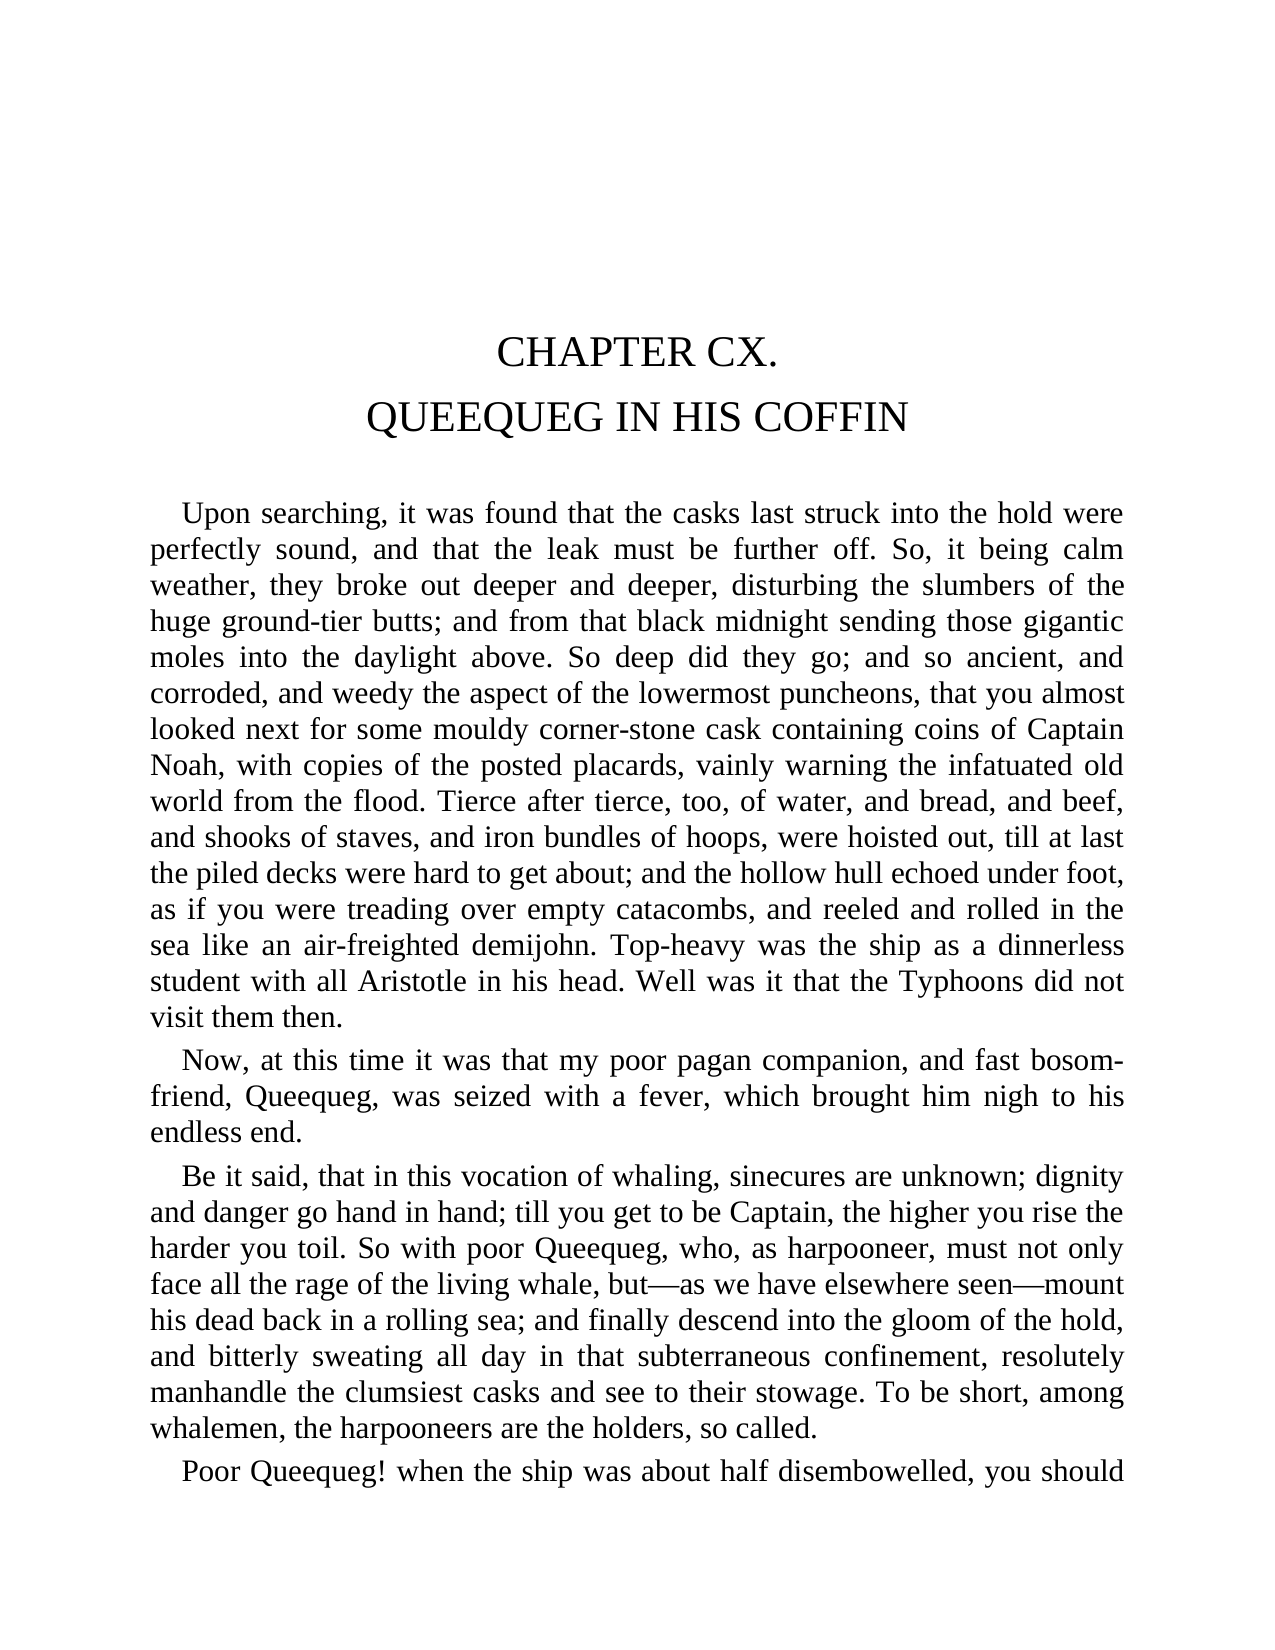 CHAPTER CX.
QUEEQUEG IN HIS COFFIN
Upon searching, it was found that the casks last struck into the hold were
perfectly sound, and that the leak must be further off. So, it being calm
weather, they broke out deeper and deeper, disturbing the slumbers of the
huge ground-tier butts; and from that black midnight sending those gigantic
moles into the daylight above. So deep did they go; and so ancient, and
corroded, and weedy the aspect of the lowermost puncheons, that you almost
looked next for some mouldy corner-stone cask containing coins of Captain
Noah, with copies of the posted placards, vainly warning the infatuated old
world from the flood. Tierce after tierce, too, of water, and bread, and beef,
and shooks of staves, and iron bundles of hoops, were hoisted out, till at last
the piled decks were hard to get about; and the hollow hull echoed under foot,
as if you were treading over empty catacombs, and reeled and rolled in the
sea like an air-freighted demijohn. Top-heavy was the ship as a dinnerless
student with all Aristotle in his head. Well was it that the Typhoons did not
visit them then.
Now, at this time it was that my poor pagan companion, and fast bosom-
friend, Queequeg, was seized with a fever, which brought him nigh to his
endless end.
Be it said, that in this vocation of whaling, sinecures are unknown; dignity
and danger go hand in hand; till you get to be Captain, the higher you rise the
harder you toil. So with poor Queequeg, who, as harpooneer, must not only
face all the rage of the living whale, but—as we have elsewhere seen—mount
his dead back in a rolling sea; and finally descend into the gloom of the hold,
and bitterly sweating all day in that subterraneous confinement, resolutely
manhandle the clumsiest casks and see to their stowage. To be short, among
whalemen, the harpooneers are the holders, so called.
Poor Queequeg! when the ship was about half disembowelled, you should